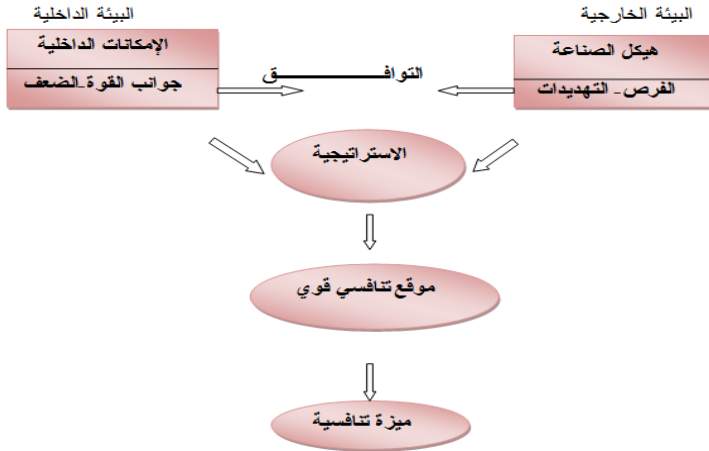 البيئة الخارجية
البيئة الداخلية
هيكل الصناعة
الفرص- التهديدات
التوافــــــــــــق
الإمكانات الداخلية
جوانب القوة-الضعف
الاستراتيجية
موقع تنافسي قوي
ميزة تنافسية